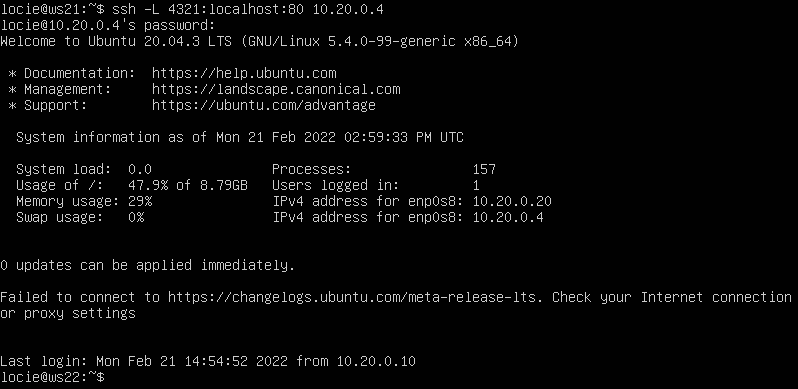 locie@ws21:~$ ssh -L 4321:localhost:80 10.20.0.4
locie@10.20.0.4's password:
Welcome to Ubuntu 20.04.3 LTS (GNU/Linux 5.4.0-99-generic x86_64)

 * Documentation:  https://help.ubuntu.com
 * Management:     https://landscape.canonical.com
 * Support:        https://ubuntu.com/advantage

  System information as of Mon 21 Feb 2022 02:59:33 PM UTC

  System load:  0.0               Processes:               157
  Usage of /:   47.9% of 8.79GB   Users logged in:         1
  Memory usage: 29%               IPv4 address for enp0s8: 10.20.0.20
  Swap usage:   0%                IPv4 address for enp0s8: 10.20.0.4


0 updates can be applied immediately.

Failed to connect to https://changelogs.ubuntu.com/meta-release-lts. Check your Internet connection
or proxy settings


Last login: Mon Feb 21 14:54:52 2022 from 10.20.0.10
locie@ws22:~$